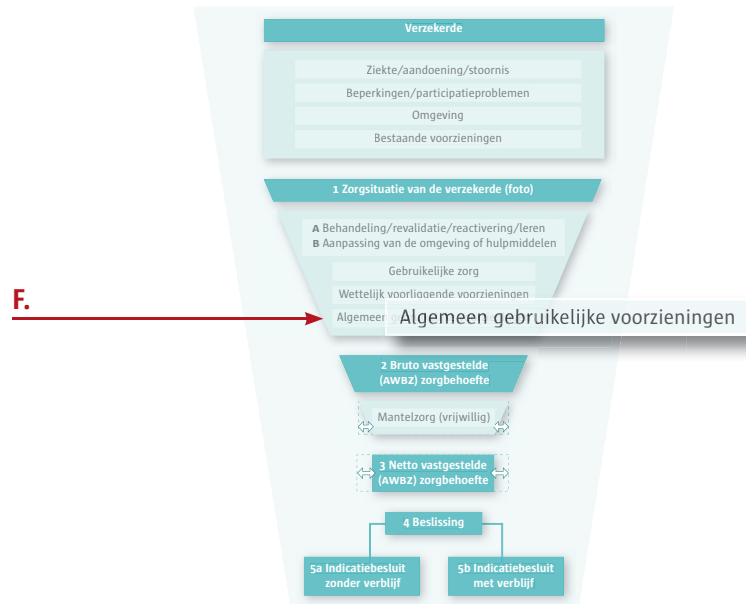 Verzekerde
Ziekte/aandoening/stoornis
Beperkingen/participatieproblemen
Omgeving
Bestaande voorzieningen
1 Zorgsituatie van de verzekerde (foto)
A Behandeling/revalidatie/reactivering/leren
B Aanpassing van de omgeving of hulpmiddelen
Gebruikelijke zorg
Wettelijk voorliggende voorzieningen
F.
Algemeen
Algemeen gebruikelijke voorzieningen
2 Bruto vastgestelde
(AWBZ) zorgbehoefte
Mantelzorg (vrijwillig)
3 Netto vastgestelde
(AWBZ) zorgbehoefte
4 Beslissing
5a Indicatiebesluit
zonder verblijf
5b Indicatiebesluit
met verblijf